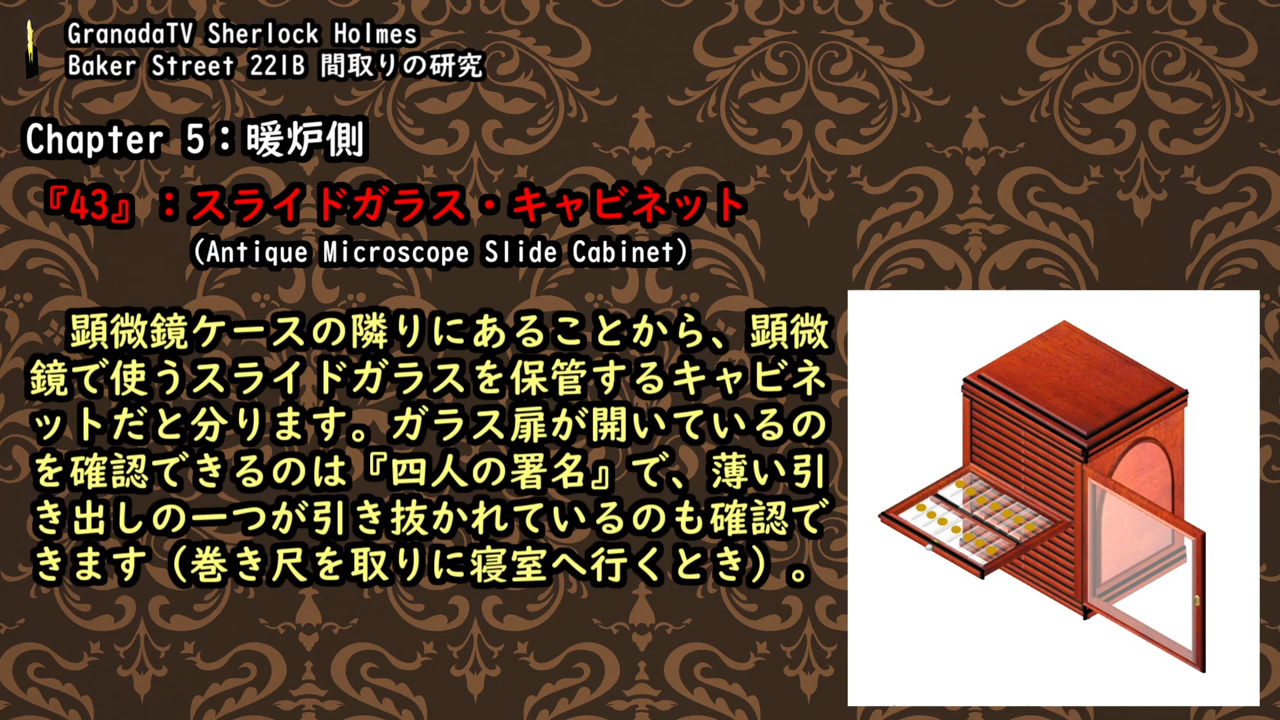 GranadaTV Sherlock Holmes
Baker Street 221B 間取りの研究
Chapter 5：暖炉側
『43』：スライドガラス・キャビネット
(Antique Microscope Slide Cabinet)
顕微鏡ケースの隣りにあることから、顕微
鏡で使うスライドガラスを保管するキャビネ
ットだと分ります。ガラス扉が開いているの
を確認できるのは『四人の署名』で、薄い引
き出しの一つが引き抜かれているのも確認で
きます（巻き尺を取りに寝室へ行くとき）。